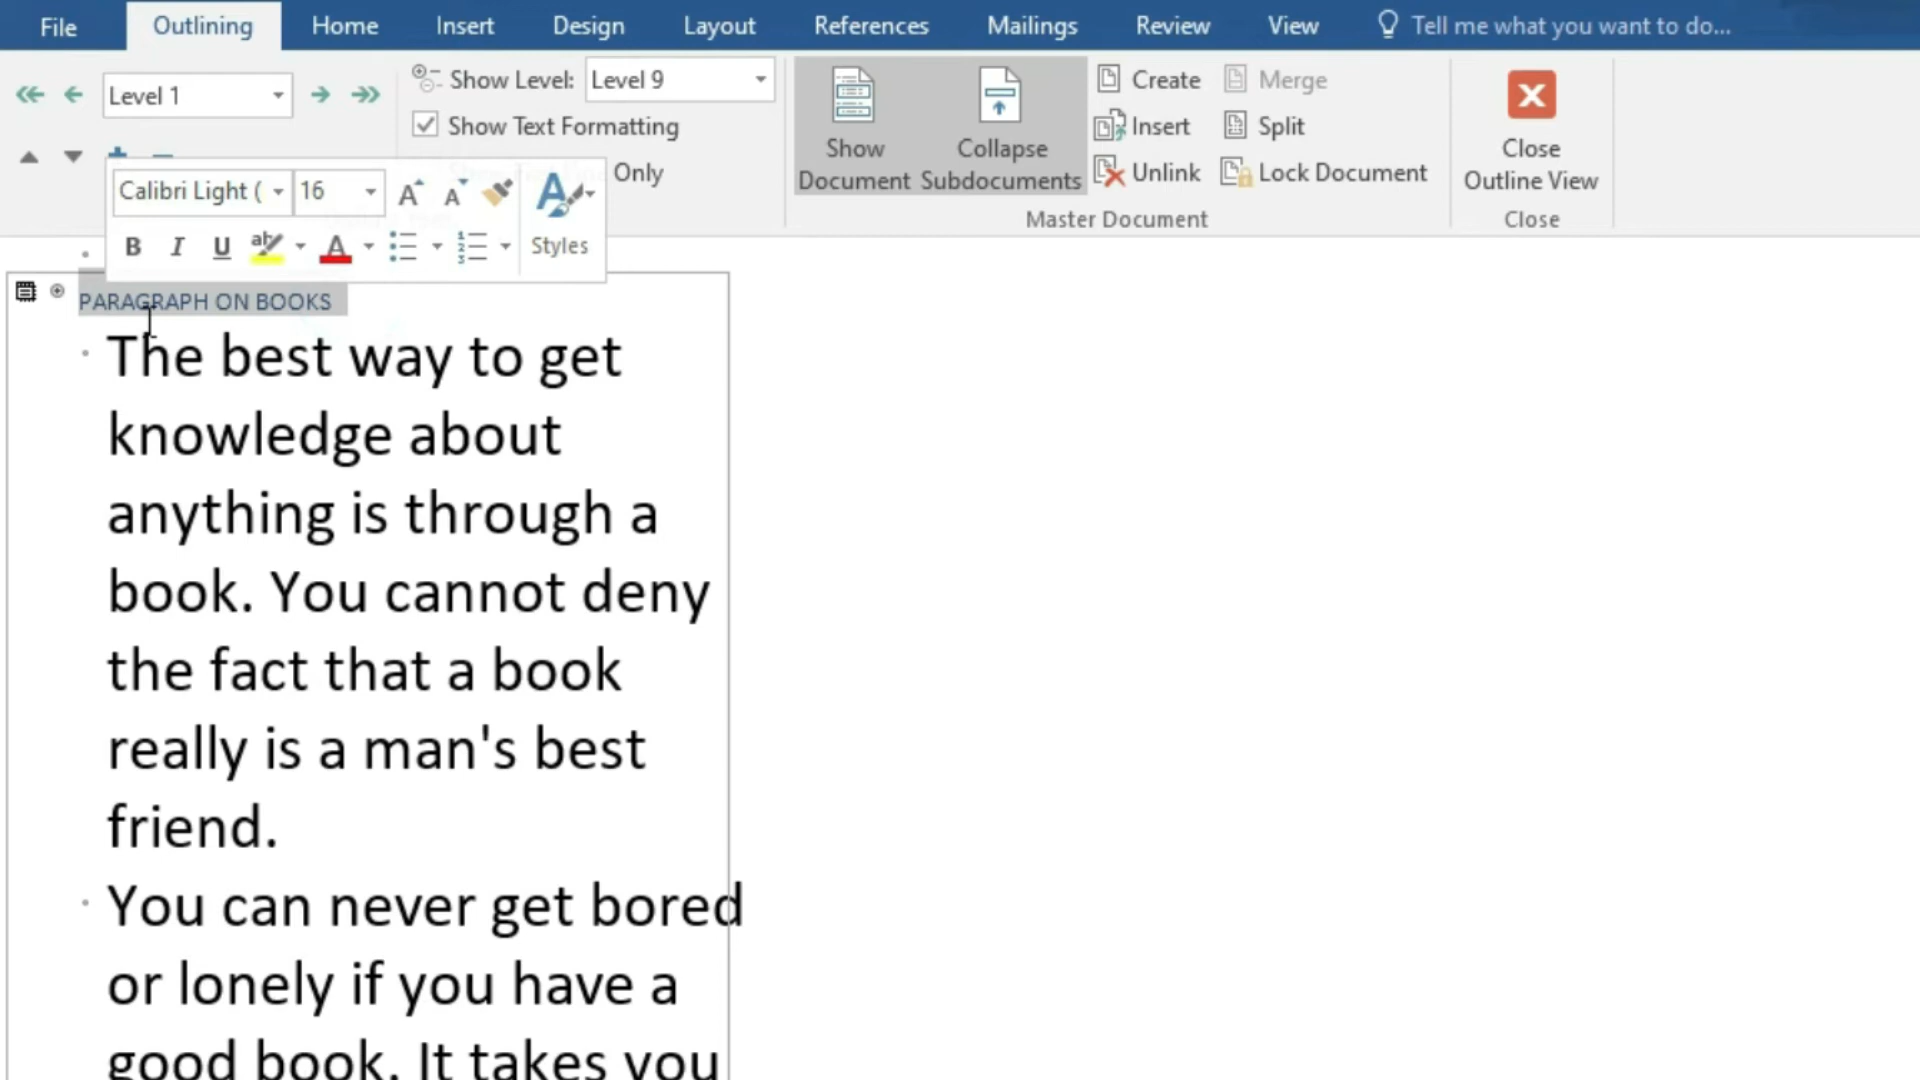 File Outlining Home Insert Design Layout References Mailings Review View Tell me what you want to do...
Level 1
Show Level: Level 9
Show Text Formatting
Only
Show Document
Collapse Subdocuments
Create
Insert
Unlink
Merge
Split
Lock Document
Master Document
Close Outline View
Close
Calibri Light ( 16
B I U Styles
PARAGRAPH ON BOOKS
The best way to get
knowledge about
anything is through a
book. You cannot deny
the fact that a book
really is a man's best
friend.
You can never get bored
or lonely if you have a
good book. It takes you